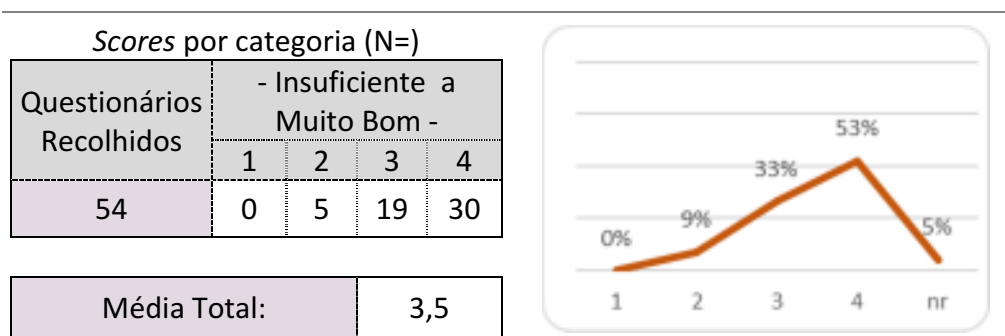 Scores por categoria (N=)
Questionários Recolhidos
- Insuficiente a
Muito Bom -
1 2 3 4
54 0 5 19 30
Média Total: 3,5
0% 9% 33% 53% 5%
1 2 3 4 nr